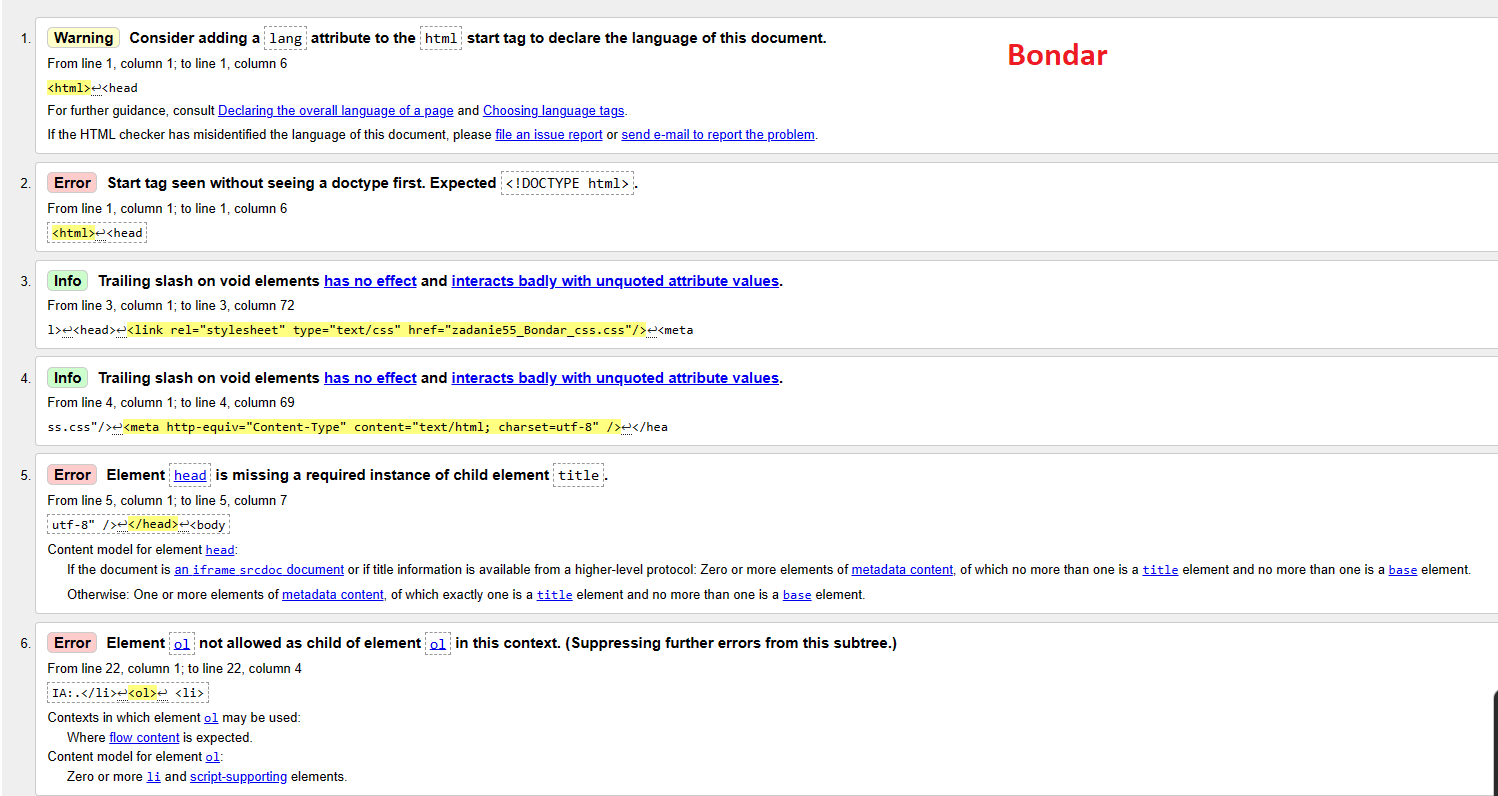 1. Warning Consider adding a lang attribute to the html start tag to declare the language of this document.
Bondar
From line 1, column 1; to line 1, column 6
<html>↩<head
For further guidance, consult Declaring the overall language of a page and Choosing language tags.
If the HTML checker has misidentified the language of this document, please file an issue report or send e-mail to report the problem.
2. Error Start tag seen without seeing a doctype first. Expected <!DOCTYPE html>.
From line 1, column 1; to line 1, column 6
<html>↩<head
3. Info Trailing slash on void elements has no effect and interacts badly with unquoted attribute values.
From line 3, column 1; to line 3, column 72
l>↩<head>↩<link rel="stylesheet" type="text/css" href="zadanie55_Bondar_css.css"/>↩<meta
4. Info Trailing slash on void elements has no effect and interacts badly with unquoted attribute values.
From line 4, column 1; to line 4, column 69
ss.css"/>↩<meta http-equiv="Content-Type" content="text/html; charset=utf-8" />↩</hea
5. Error Element head is missing a required instance of child element title.
From line 5, column 1; to line 5, column 7
utf-8" />↩</head>↩<body
Content model for element head:
If the document is an iframe srcdoc document or if title information is available from a higher-level protocol: Zero or more elements of metadata content, of which no more than one is a title element and no more than one is a base element.
Otherwise: One or more elements of metadata content, of which exactly one is a title element and no more than one is a base element.
6. Error Element ol not allowed as child of element ol in this context. (Suppressing further errors from this subtree.)
From line 22, column 1; to line 22, column 4
IA:.</li>↩<ol>↩ <li>
Contexts in which element ol may be used:
Where flow content is expected.
Content model for element ol:
Zero or more li and script-supporting elements.